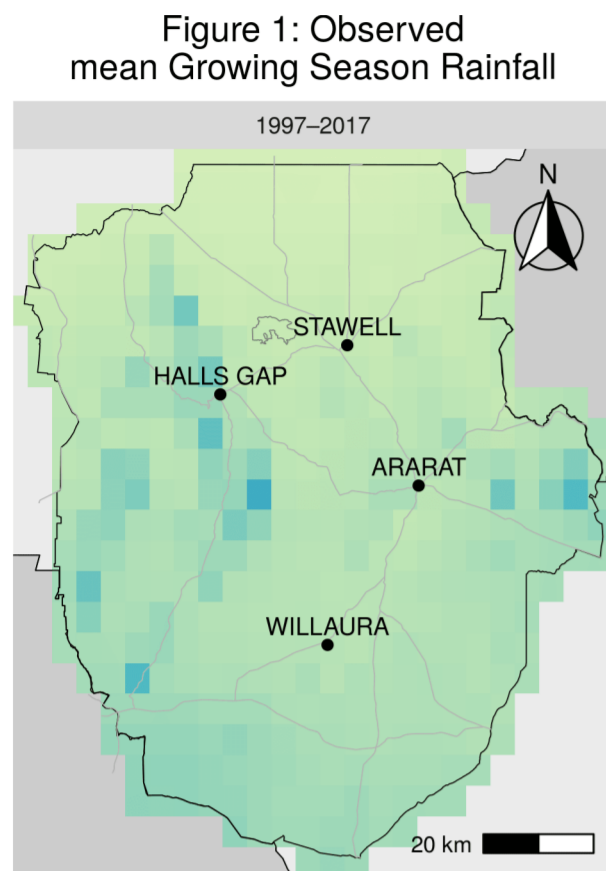 Figure 1: Observed
mean Growing Season Rainfall
1997–2017
N
STAWELL
HALLS GAP
ARARAT
WILLAURA
20 km